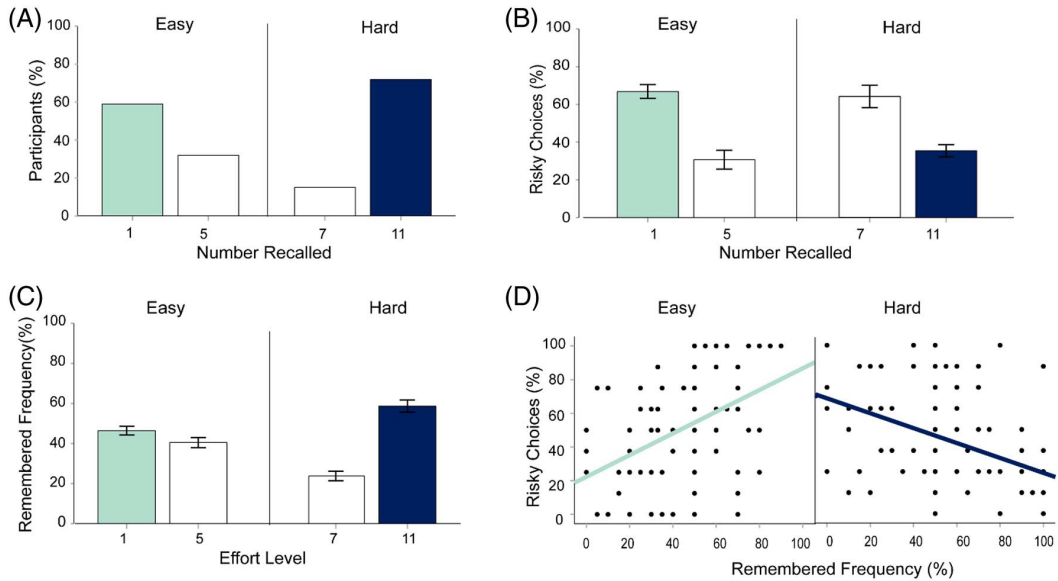 (A)
Easy
Hard
Participants (%)
100
80
60
40
20
0
1
5
7
11
Number Recalled
(B)
Easy
Hard
Risky Choices (%)
100
80
60
40
20
0
1
5
7
11
Number Recalled
(C)
Easy
Hard
Remembered Frequency(%)
100
80
60
40
20
0
1
5
7
11
Effort Level
(D)
Easy
Hard
Risky Choices (%)
100
80
60
40
20
0
0
20
40
60
80
100
0
20
40
60
80
100
Remembered Frequency (%)